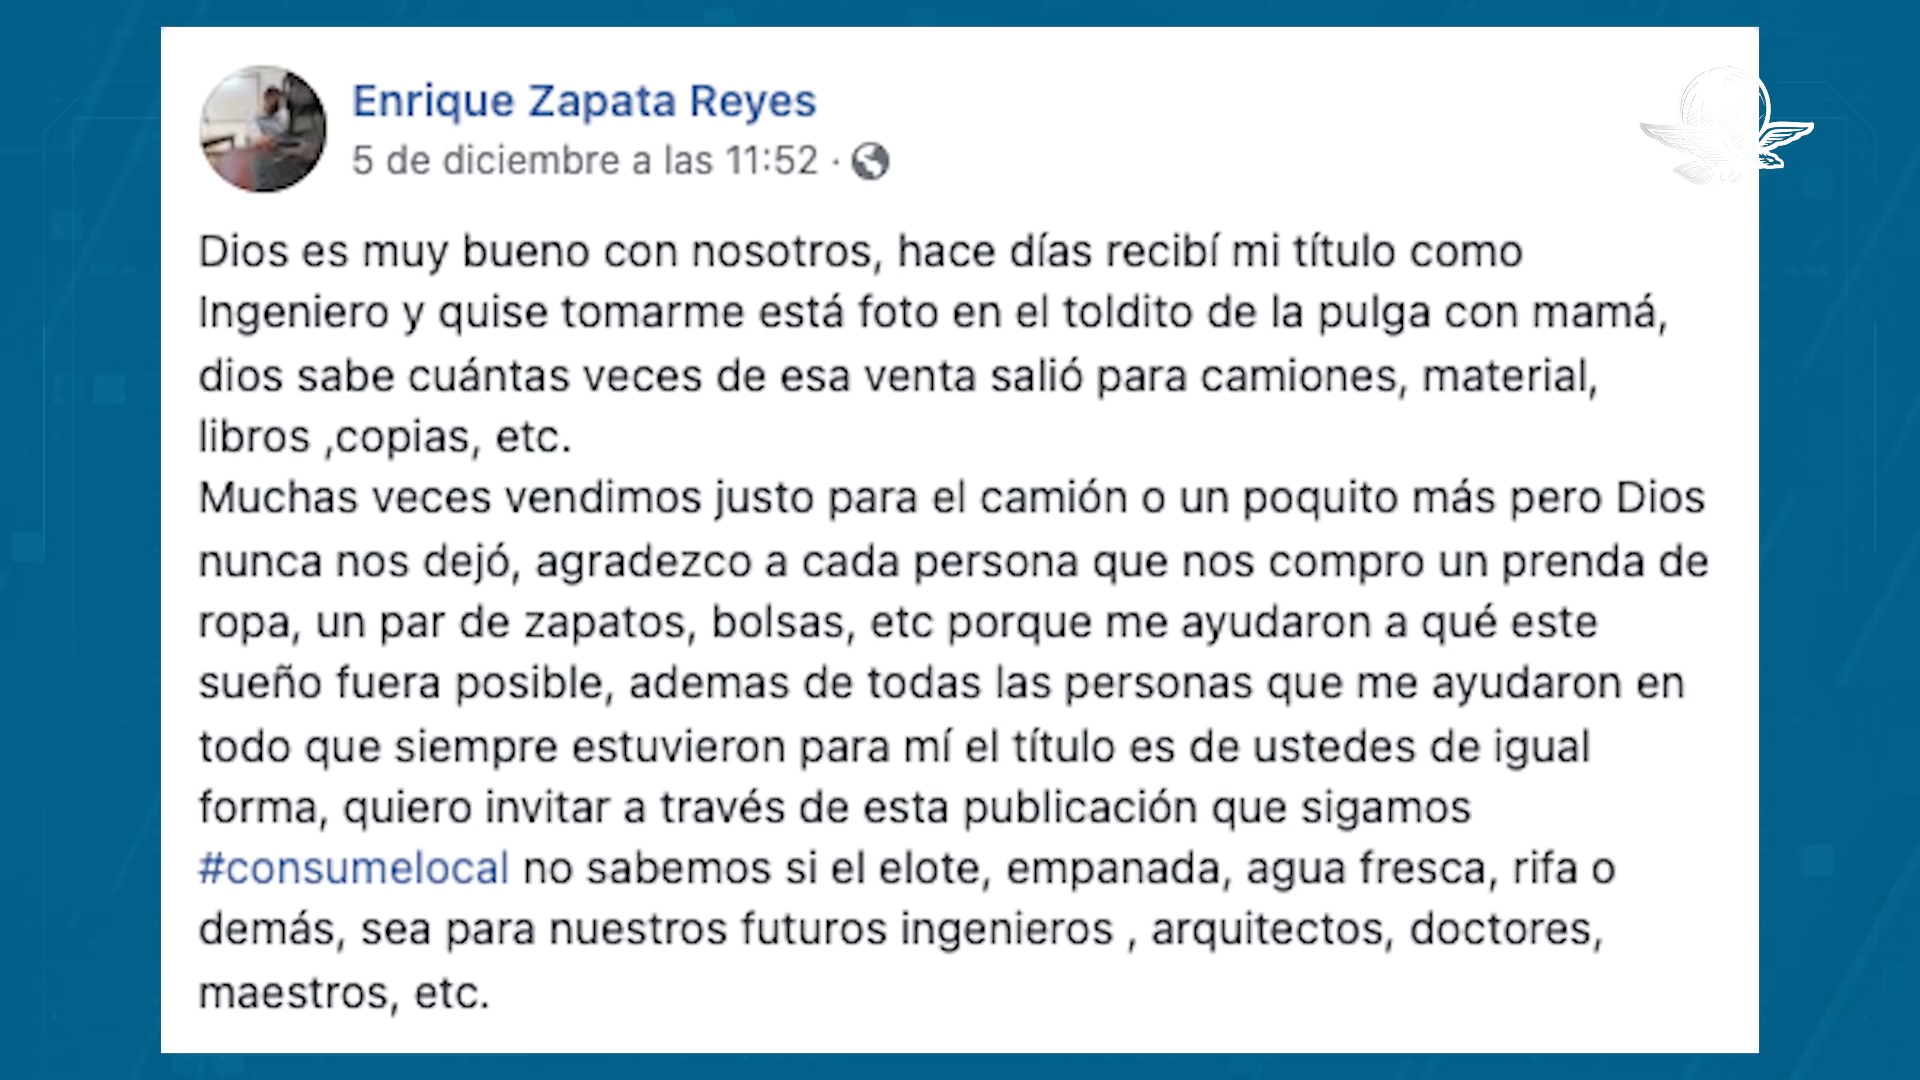 Enrique Zapata Reyes
5 de diciembre a las 11:52 ·
Dios es muy bueno con nosotros, hace días recibí mi título como
Ingeniero y quise tomarme está foto en el toldito de la pulga con mamá,
dios sabe cuántas veces de esa venta salió para camiones, material,
libros ,copias, etc.
Muchas veces vendimos justo para el camión o un poquito más pero Dios
nunca nos dejó, agradezco a cada persona que nos compro un prenda de
ropa, un par de zapatos, bolsas, etc porque me ayudaron a qué este
sueño fuera posible, ademas de todas las personas que me ayudaron en
todo que siempre estuvieron para mí el título es de ustedes de igual
forma, quiero invitar a través de esta publicación que sigamos
#consumelocal no sabemos si el elote, empanada, agua fresca, rifa o
demás, sea para nuestros futuros ingenieros , arquitectos, doctores,
maestros, etc.